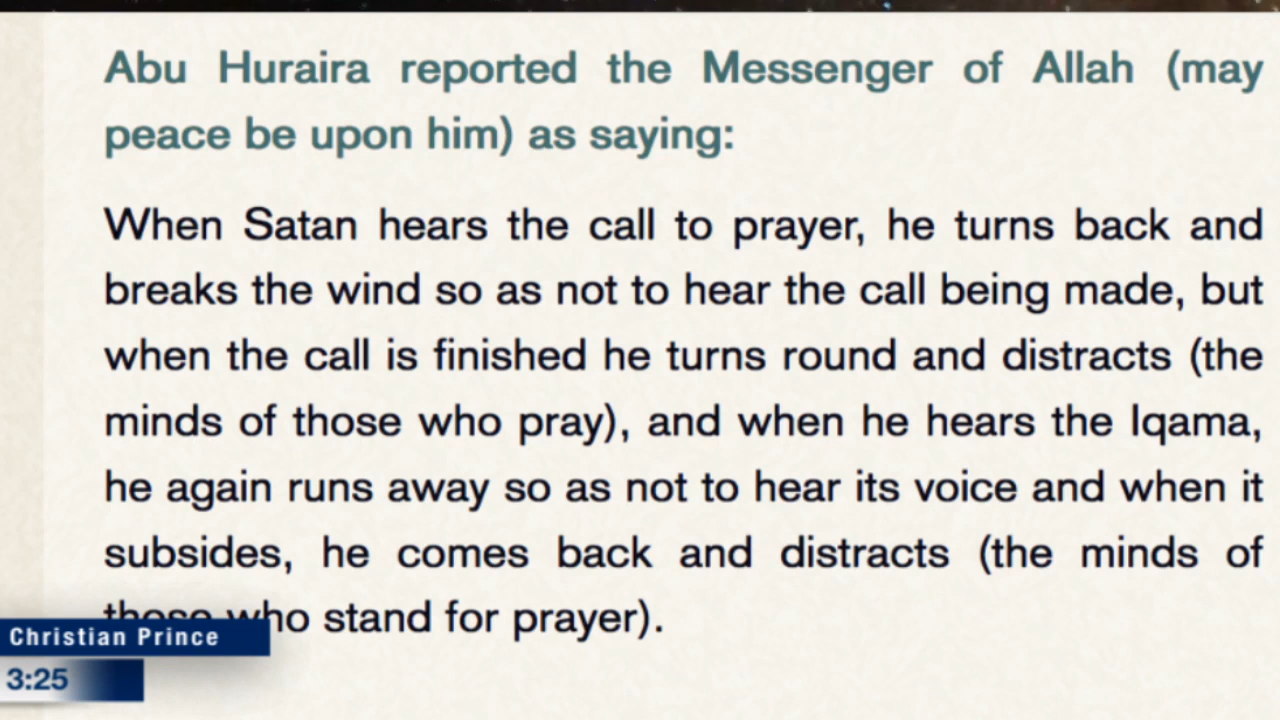 Abu Huraira reported the Messenger of Allah (may
peace be upon him) as saying:
When Satan hears the call to prayer, he turns back and
breaks the wind so as not to hear the call being made, but
when the call is finished he turns round and distracts (the
minds of those who pray), and when he hears the Iqama,
he again runs away so as not to hear its voice and when it
subsides, he comes back and distracts (the minds of
those who stand for prayer).
Christian Prince
3:25